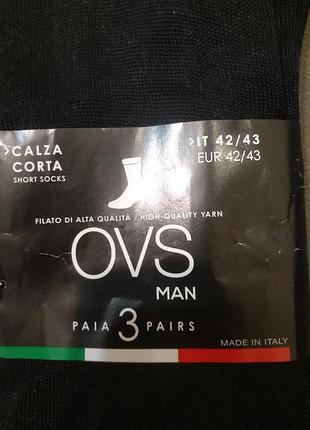 >CALZA
CORTA
SHORT SOCKS
>IT 42/43
EUR 42/43
FILATO DI ALTA QUALITÀ / HIGH-QUALITY YARN
OVS
MAN
PAIA 3 PAIRS
MADE IN ITALY